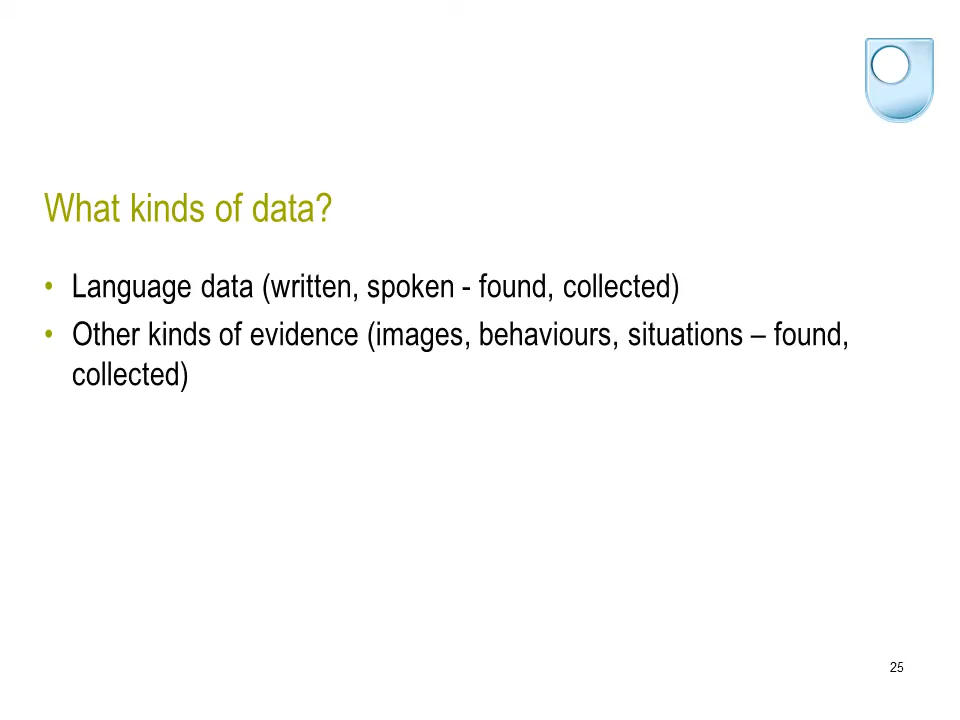 What kinds of data?
• Language data (written, spoken - found, collected)
• Other kinds of evidence (images, behaviours, situations – found,
collected)
25